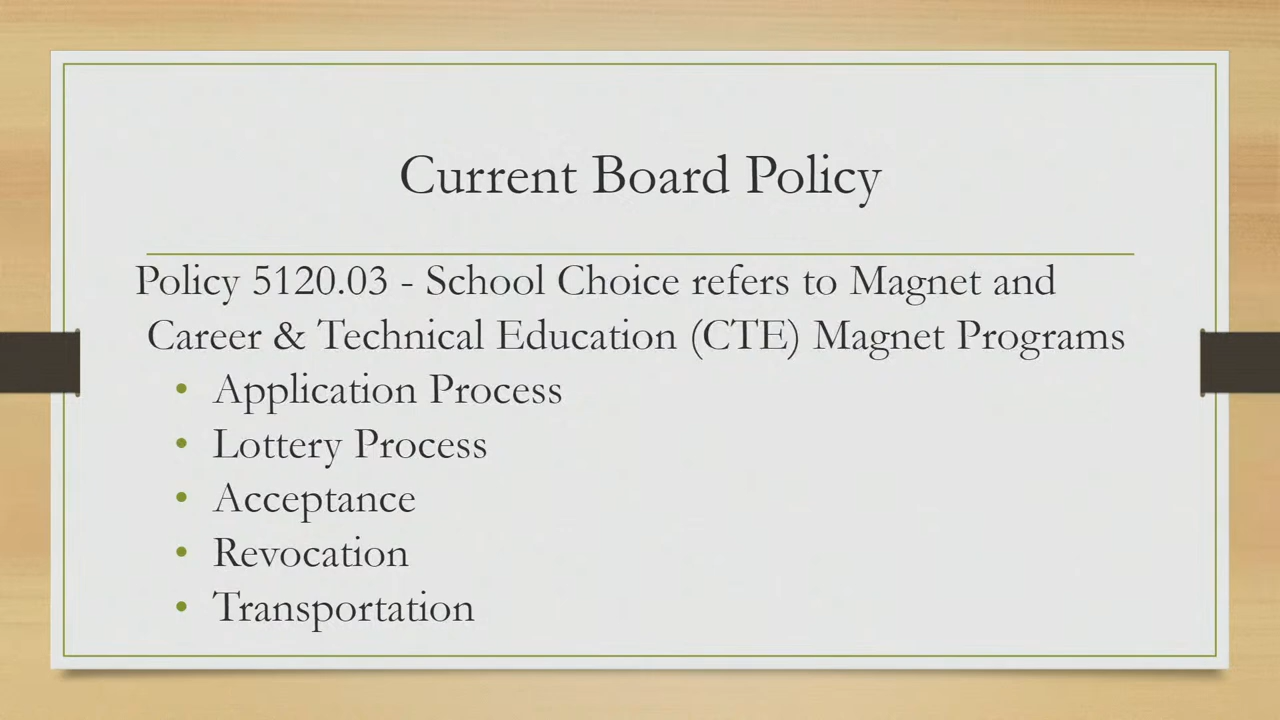 Current Board Policy
Policy 5120.03 - School Choice refers to Magnet and
Career & Technical Education (CTE) Magnet Programs
• Application Process
• Lottery Process
• Acceptance
• Revocation
• Transportation